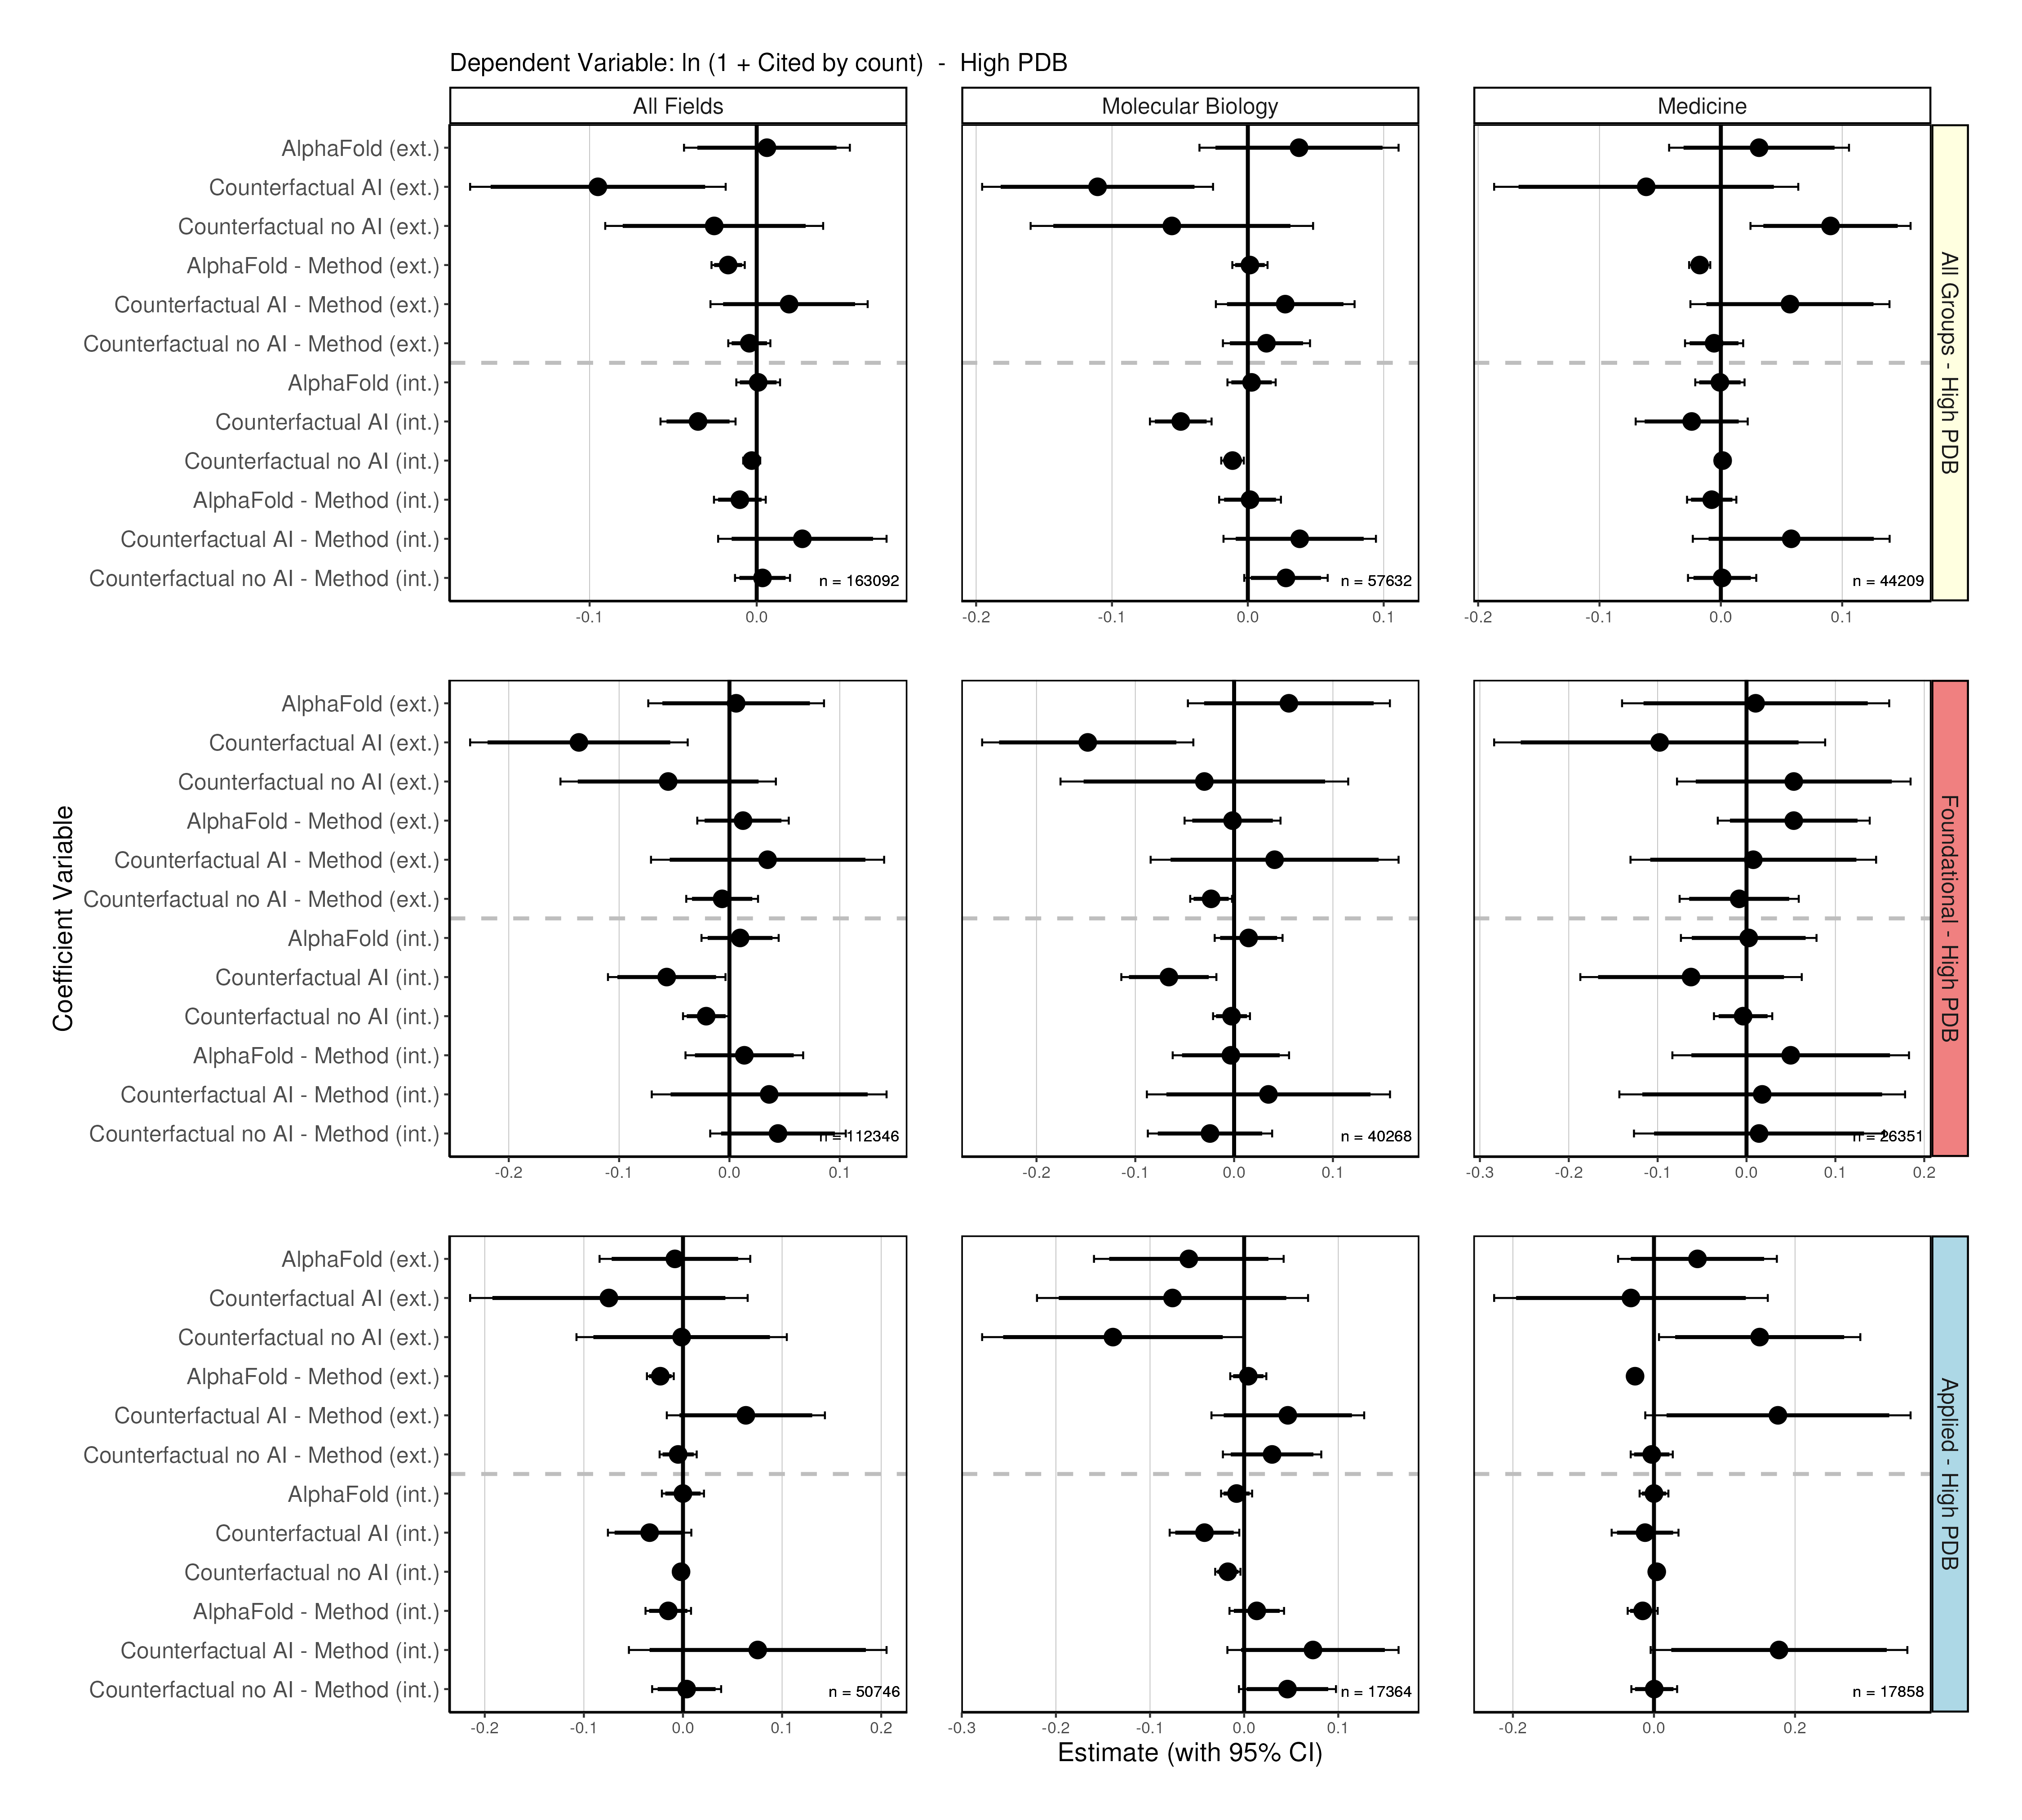 Dependent Variable: ln (1 + Cited by count)  -  High PDB
All Fields
Molecular Biology
Medicine
AlphaFold (ext.)
Counterfactual AI (ext.)
Counterfactual no AI (ext.)
AlphaFold - Method (ext.)
Counterfactual AI - Method (ext.)
Counterfactual no AI - Method (ext.)
AlphaFold (int.)
Counterfactual AI (int.)
Counterfactual no AI (int.)
AlphaFold - Method (int.)
Counterfactual AI - Method (int.)
Counterfactual no AI - Method (int.)
n = 163092
n = 57632
n = 44209
All Groups - High PDB
-0.1 0.0
-0.2 -0.1 0.0 0.1
-0.2 -0.1 0.0 0.1
Coefficient Variable
AlphaFold (ext.)
Counterfactual AI (ext.)
Counterfactual no AI (ext.)
AlphaFold - Method (ext.)
Counterfactual AI - Method (ext.)
Counterfactual no AI - Method (ext.)
AlphaFold (int.)
Counterfactual AI (int.)
Counterfactual no AI (int.)
AlphaFold - Method (int.)
Counterfactual AI - Method (int.)
Counterfactual no AI - Method (int.)
n = 112346
n = 40268
n = 26351
Foundational - High PDB
-0.2 -0.1 0.0 0.1
-0.2 -0.1 0.0 0.1
-0.3 -0.2 -0.1 0.0 0.1 0.2
AlphaFold (ext.)
Counterfactual AI (ext.)
Counterfactual no AI (ext.)
AlphaFold - Method (ext.)
Counterfactual AI - Method (ext.)
Counterfactual no AI - Method (ext.)
AlphaFold (int.)
Counterfactual AI (int.)
Counterfactual no AI (int.)
AlphaFold - Method (int.)
Counterfactual AI - Method (int.)
Counterfactual no AI - Method (int.)
n = 50746
n = 17364
n = 17858
Applied - High PDB
-0.2 -0.1 0.0 0.1 0.2
-0.3 -0.2 -0.1 0.0 0.1
-0.2 0.0 0.2
Estimate (with 95% CI)